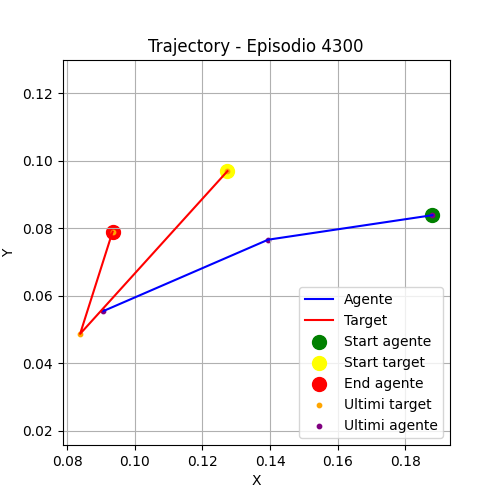 Trajectory - Episodio 4300
0.12
0.10
0.08
0.06
0.04
0.02
Y
0.08 0.10 0.12 0.14 0.16 0.18
X
Agente
Target
Start agente
Start target
End agente
Ultimi target
Ultimi agente